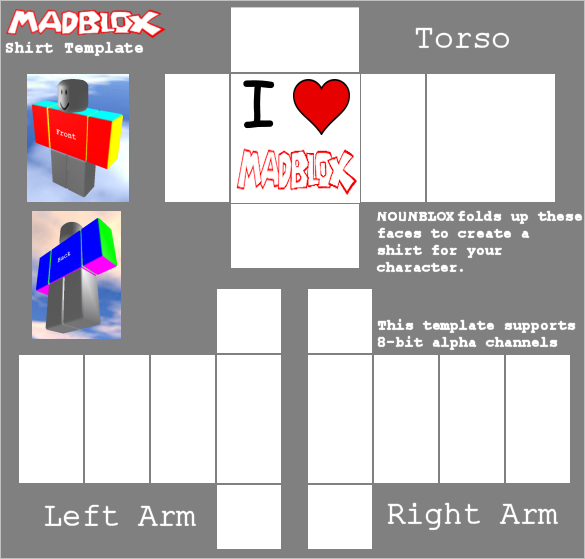 MADBLOX
Shirt Template
Torso
Front
I
MADBLOX
NOUNBLOX folds up these
faces to create a
shirt for your
character.
Back
This template supports
8-bit alpha channels
Left Arm
Right Arm